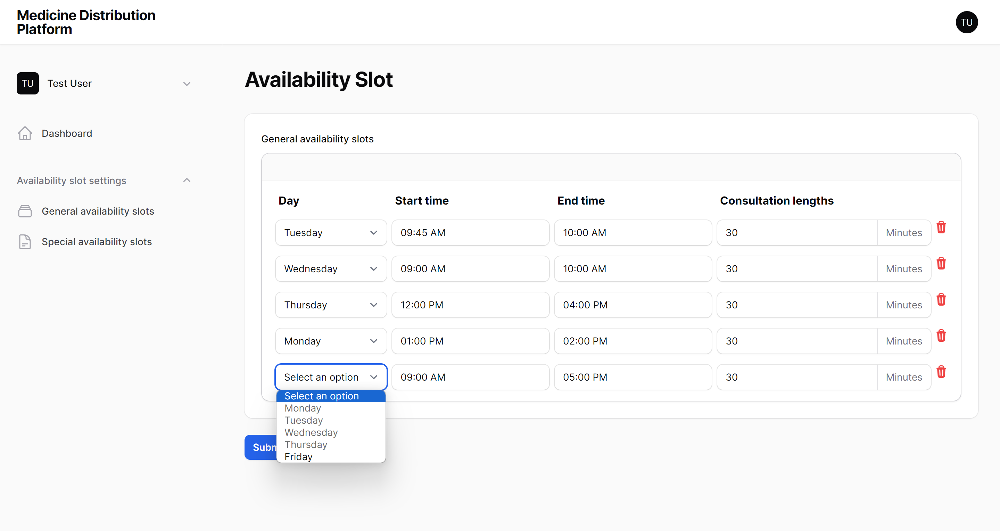 Medicine Distribution
Platform
TU
TU Test User
Dashboard
Availability slot settings
General availability slots
Special availability slots
Availability Slot
General availability slots
Day Start time End time Consultation lengths
Tuesday 09:45 AM 10:00 AM 30 Minutes
Wednesday 09:00 AM 10:00 AM 30 Minutes
Thursday 12:00 PM 04:00 PM 30 Minutes
Monday 01:00 PM 02:00 PM 30 Minutes
Select an option 09:00 AM 05:00 PM 30 Minutes
Select an option
Monday
Tuesday
Wednesday
Thursday
Friday